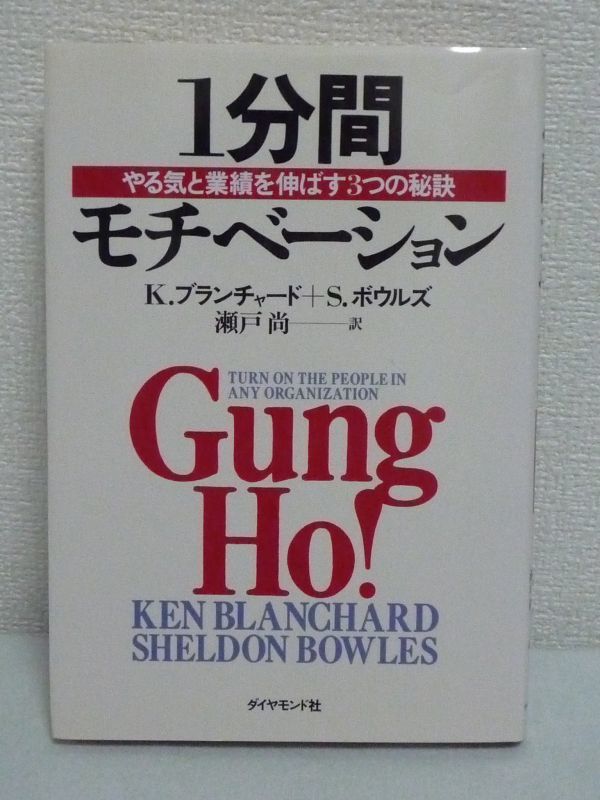 1分間
やる気と業績を伸ばす3つの秘訣
モチベーション
K.ブランチャード+S.ボウルズ
瀬戸 尚――訳
TURN ON THE PEOPLE IN
ANY ORGANIZATION
Gung
Ho!
KEN BLANCHARD
SHELDON BOWLES
ダイヤモンド社